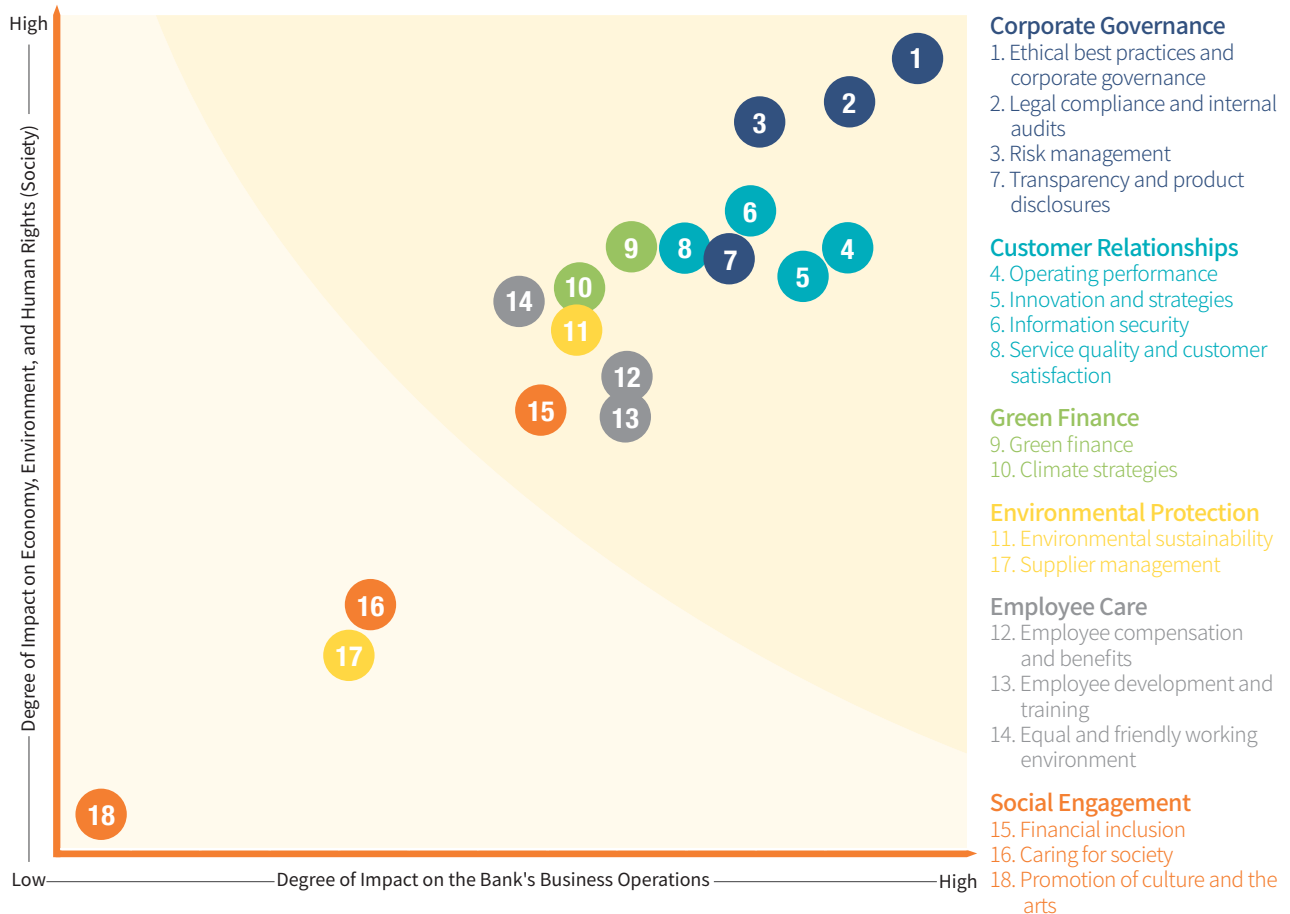 High
Degree of Impact on Economy, Environment, and Human Rights (Society)
1
2
3
6
9
8
7
4
5
14
10
11
12
15
13
16
17
18
Low
Degree of Impact on the Bank's Business Operations
High
Corporate Governance
1. Ethical best practices and
corporate governance
2. Legal compliance and internal
audits
3. Risk management
7. Transparency and product
disclosures
Customer Relationships
4. Operating performance
5. Innovation and strategies
6. Information security
8. Service quality and customer
satisfaction
Green Finance
9. Green finance
10. Climate strategies
Environmental Protection
11. Environmental sustainability
17. Supplier management
Employee Care
12. Employee compensation
and benefits
13. Employee development and
training
14. Equal and friendly working
environment
Social Engagement
15. Financial inclusion
16. Caring for society
18. Promotion of culture and the
arts